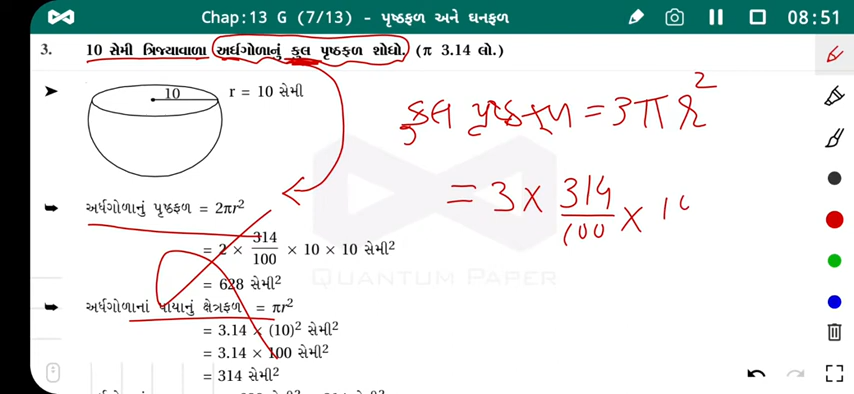 Chap:13 G (7/13) - પૃષ્ઠફળ અને ઘનફળ
08:51
3. 10 સેમી ત્રિજ્યાવાળા અર્ધગોળાનું કુલ પૃષ્ઠફળ શોધો. (π 3.14 લો.)
10
r = 10 સેમી
કુલ પૃષ્ઠફળ = 3πr²
= 3 × 314/100 × 10
અર્ધગોળાનું પૃષ્ઠફળ = 2πr²
= 2 × 314/100 × 10 × 10 સેમી²
= 628 સેમી²
અર્ધગોળાનાં પાયાનું ક્ષેત્રફળ = πr²
= 3.14 × (10)² સેમી²
= 3.14 × 100 સેમી²
= 314 સેમી²
QUANTUM PAPER